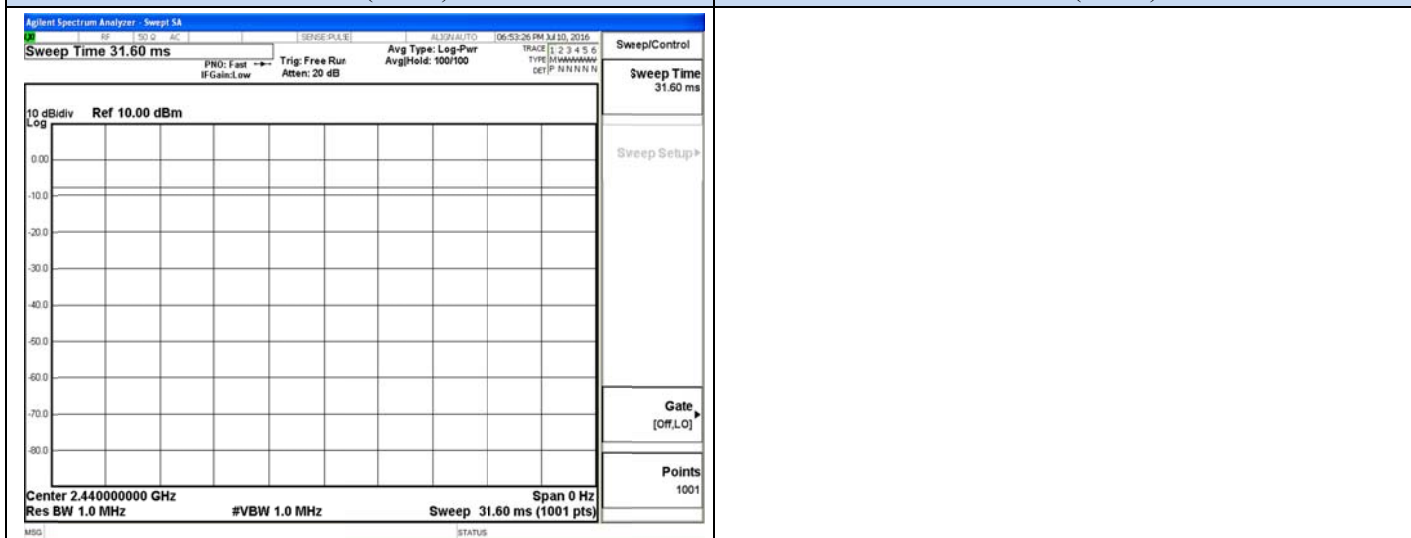 Agilent Spectrum Analyzer - Swept SA
RF 50 Ω AC SENSE:PULSE ALIGNAUTO 06:53:26 PM Jul 10, 2016
Sweep Time 31.60 ms
PNO: Fast
IFGain:Low
Trig: Free Run
Atten: 20 dB
Avg Type: Log-Pwr
Avg|Hold: 100/100
TRACE 1 2 3 4 5 6
TYPE MWWWWW
DET P N N N N N
Sweep/Control
Sweep Time
31.60 ms
10 dB/div Ref 10.00 dBm
Log
0.00
-10.0
-20.0
-30.0
-40.0
-50.0
-60.0
-70.0
-80.0
Sweep Setup
Gate
[Off,LO]
Points
1001
Center 2.440000000 GHz Span 0 Hz
Res BW 1.0 MHz #VBW 1.0 MHz Sweep 31.60 ms (1001 pts)
MSG STATUS